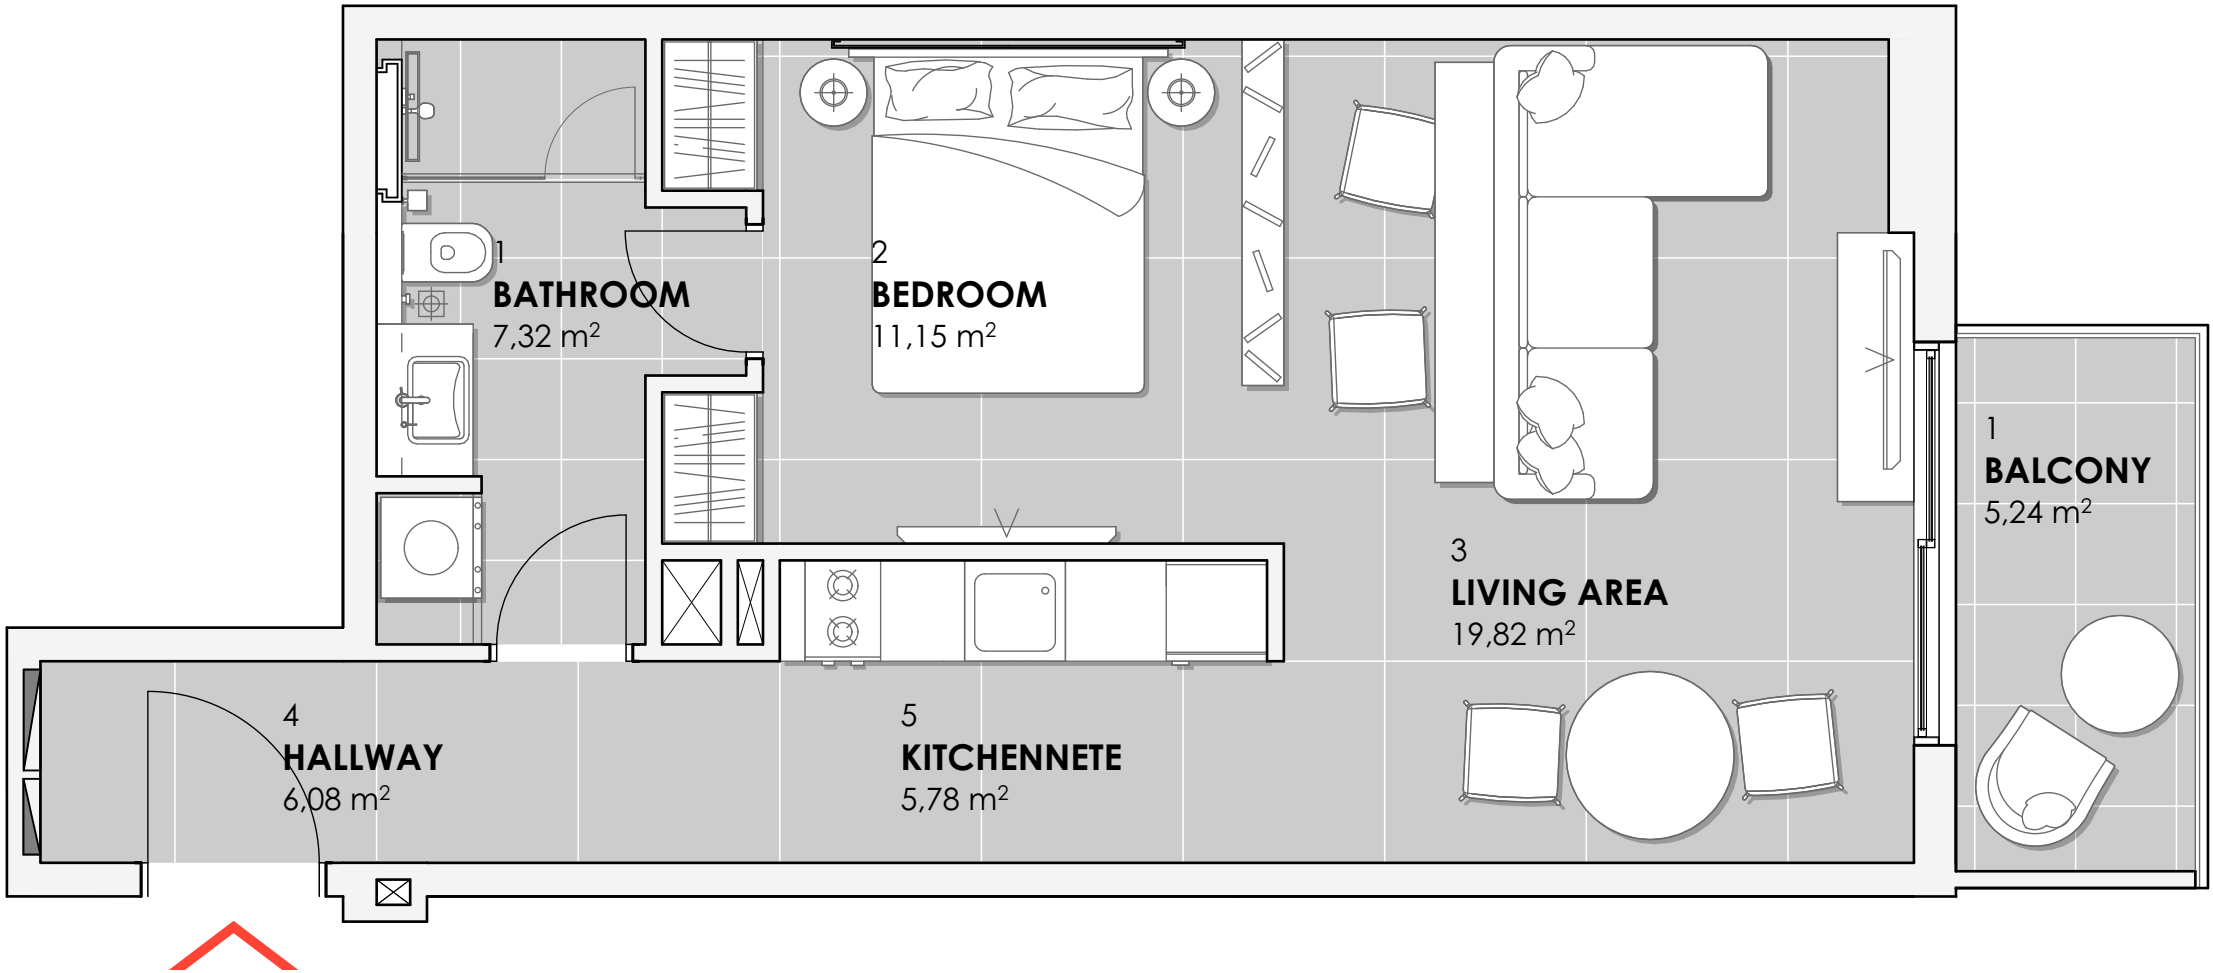 1
BATHROOM
7,32 m²
2
BEDROOM
11,15 m²
1
BALCONY
5,24 m²
3
LIVING AREA
19,82 m²
4
HALLWAY
6,08 m²
5
KITCHENNETE
5,78 m²